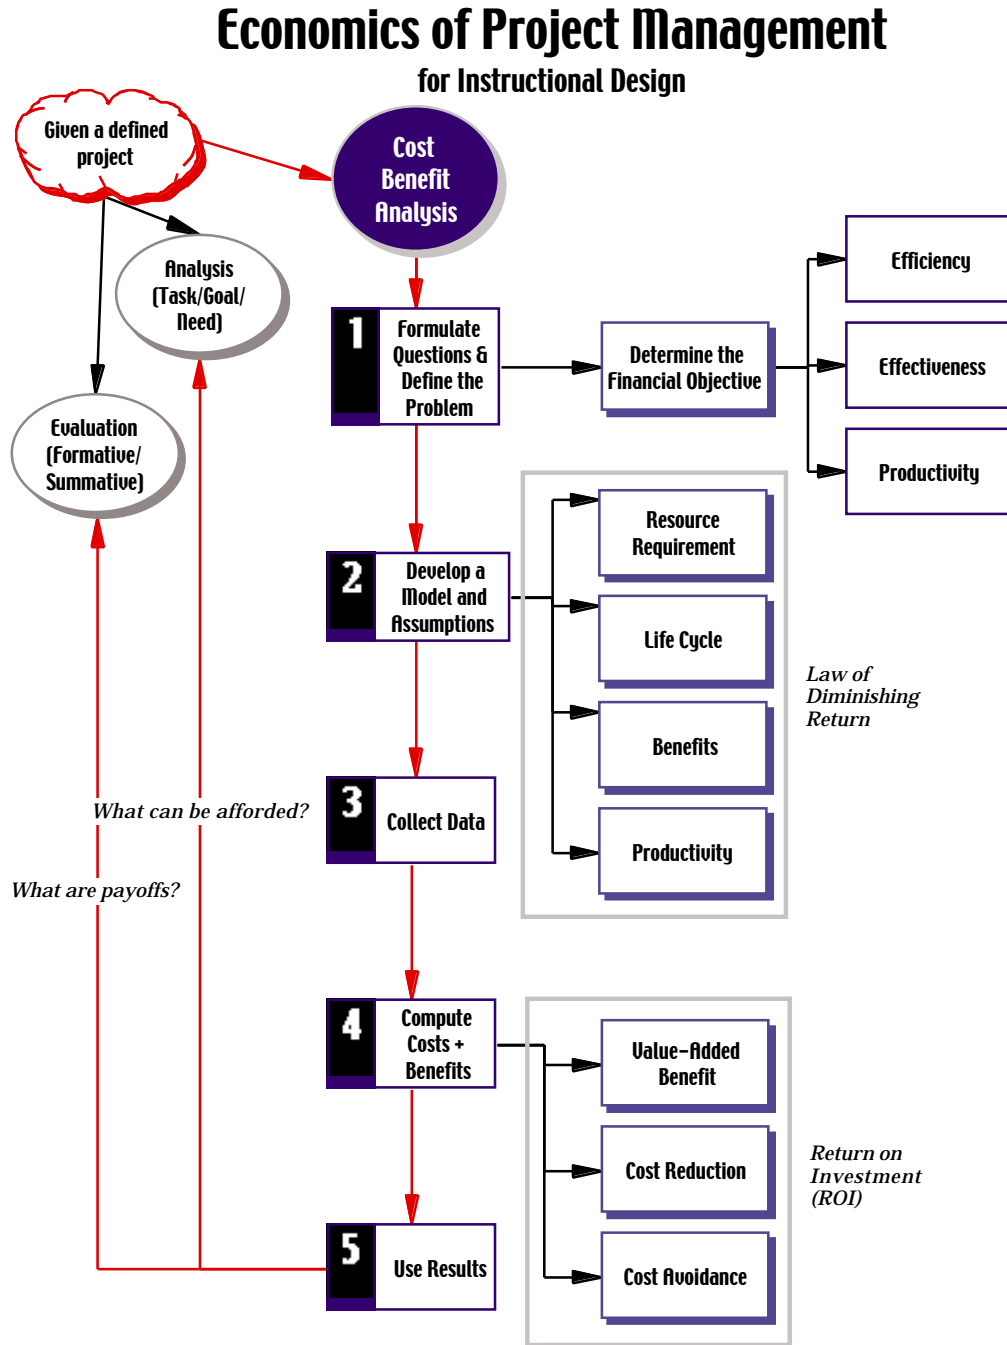 Economics of Project Management
for Instructional Design
Given a defined
project
Cost
Benefit
Analysis
Analysis
(Task/Goal/
Need)
Evaluation
(Formative/
Summative)
1
Formulate
Questions &
Define the
Problem
Determine the
Financial Objective
Efficiency
Effectiveness
Productivity
2
Develop a
Model and
Assumptions
Resource
Requirement
Life Cycle
Benefits
Productivity
Law of
Diminishing
Return
3
Collect Data
What can be afforded?
What are payoffs?
4
Compute
Costs +
Benefits
Value-Added
Benefit
Cost Reduction
Cost Avoidance
Return on
Investment
(ROI)
5
Use Results